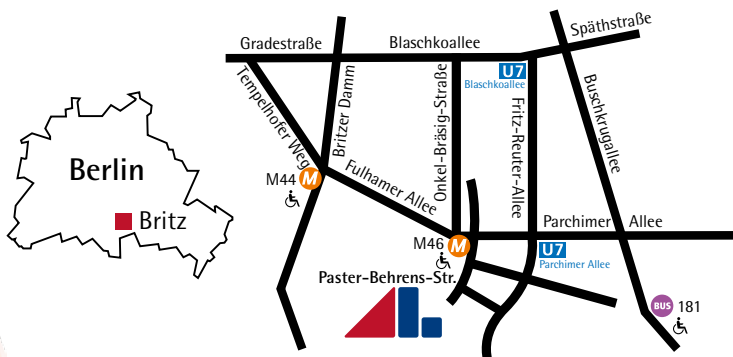 Späthstraße
Gradestraße
Blaschkoallee
U7
Blaschkoallee
Tempelhofer Weg
Britzer Damm
Onkel-Bräsig-Straße
Fritz-Reuter-Allee
Buschkrugallee
Berlin
Britz
M44 M
Fulhamer Allee
Parchimer Allee
M46 M
U7
Parchimer Allee
Paster-Behrens-Str.
BUS 181